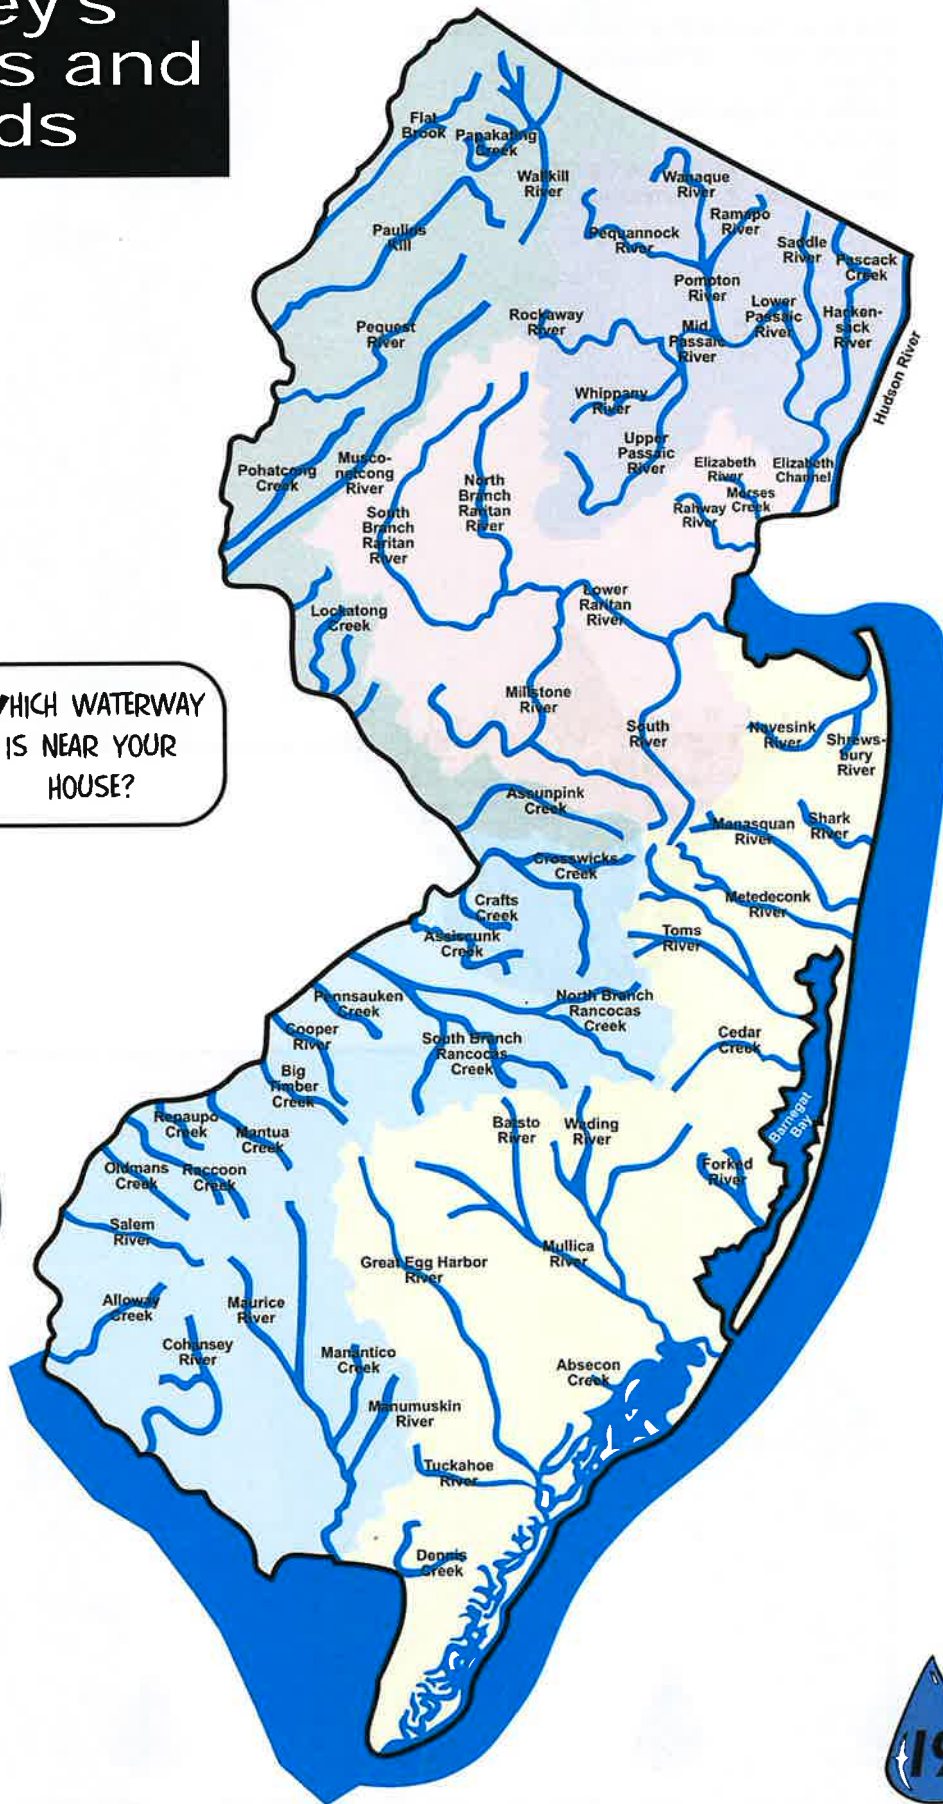 ey's
s and
ds
Flat
Brook
Papakating
Creek
Wallkill
River
Wanaque
River
Ramapo
River
Pequannock
River
Saddle
River
Pascack
Creek
Paulins
Kill
Pompton
River
Lower
Passaic
River
Hacken-
sack
River
Rockaway
River
Mid.
Passaic
River
Pequest
River
Hudson River
Whippany
River
Upper
Passaic
River
Pohatcong
Creek
Musco-
netcong
River
North
Branch
Raritan
River
Elizabeth
River
Elizabeth
Channel
Morses
Creek
Rahway
River
South
Branch
Raritan
River
Lockatong
Creek
Lower
Raritan
River
HICH WATERWAY
IS NEAR YOUR
HOUSE?
Millstone
River
South
River
Navesink
River
Shrews-
bury
River
Assunpink
Creek
Manasquan
River
Shark
River
Crosswicks
Creek
Crafts
Creek
Metedeconk
River
Assiscunk
Creek
Toms
River
Pennsauken
Creek
North Branch
Rancocas
Creek
Cooper
River
South Branch
Rancocas
Creek
Cedar
Creek
Big
Timber
Creek
Barnegat
Bay
Repaupo
Creek
Mantua
Creek
Batsto
River
Wading
River
Oldmans
Creek
Raccoon
Creek
Forked
River
Salem
River
Great Egg Harbor
River
Mullica
River
Alloway
Creek
Maurice
River
Cohansey
River
Manantico
Creek
Absecon
Creek
Manumuskin
River
Tuckahoe
River
Dennis
Creek
19